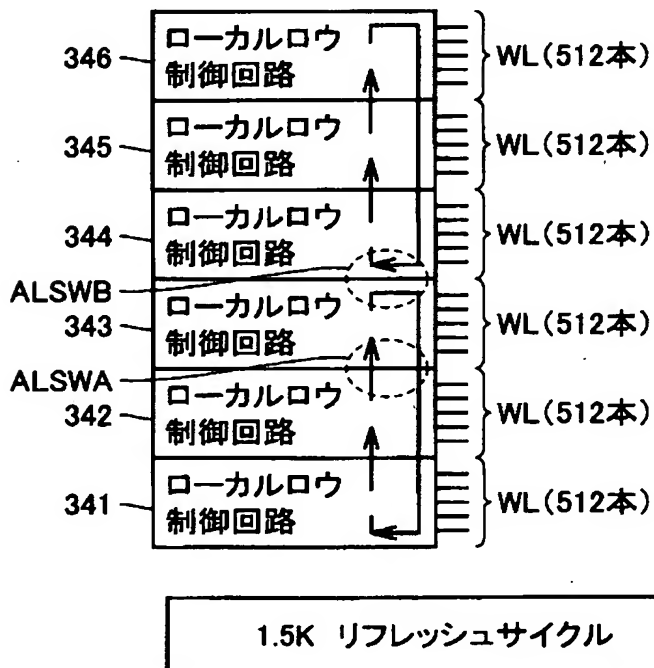 346
ローカルロウ
制御回路
WL(512本)
345
ローカルロウ
制御回路
WL(512本)
344
ローカルロウ
制御回路
WL(512本)
ALSWB
343
ローカルロウ
制御回路
WL(512本)
ALSWA
342
ローカルロウ
制御回路
WL(512本)
341
ローカルロウ
制御回路
WL(512本)
1.5K リフレッシュサイクル